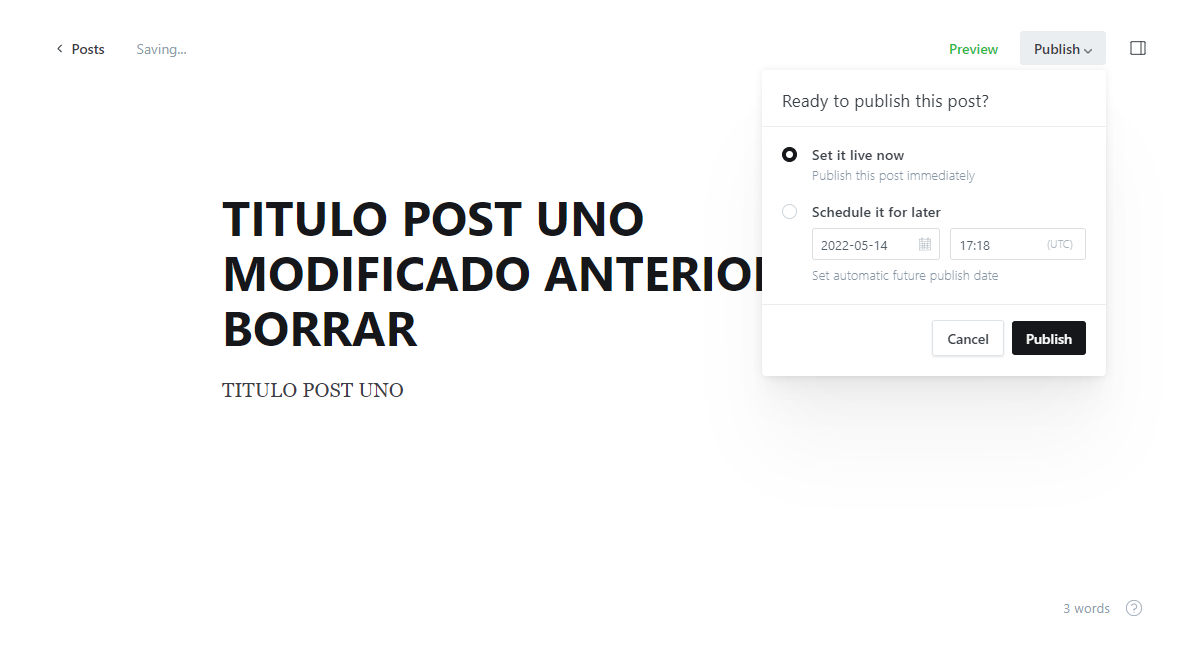 Posts
Saving...
Preview
Publish
Ready to publish this post?
Set it live now
Publish this post immediately
Schedule it for later
2022-05-14
17:18
(UTC)
Set automatic future publish date
Cancel
Publish
TITULO POST UNO
MODIFICADO
BORRAR
TITULO POST UNO
3 words
?